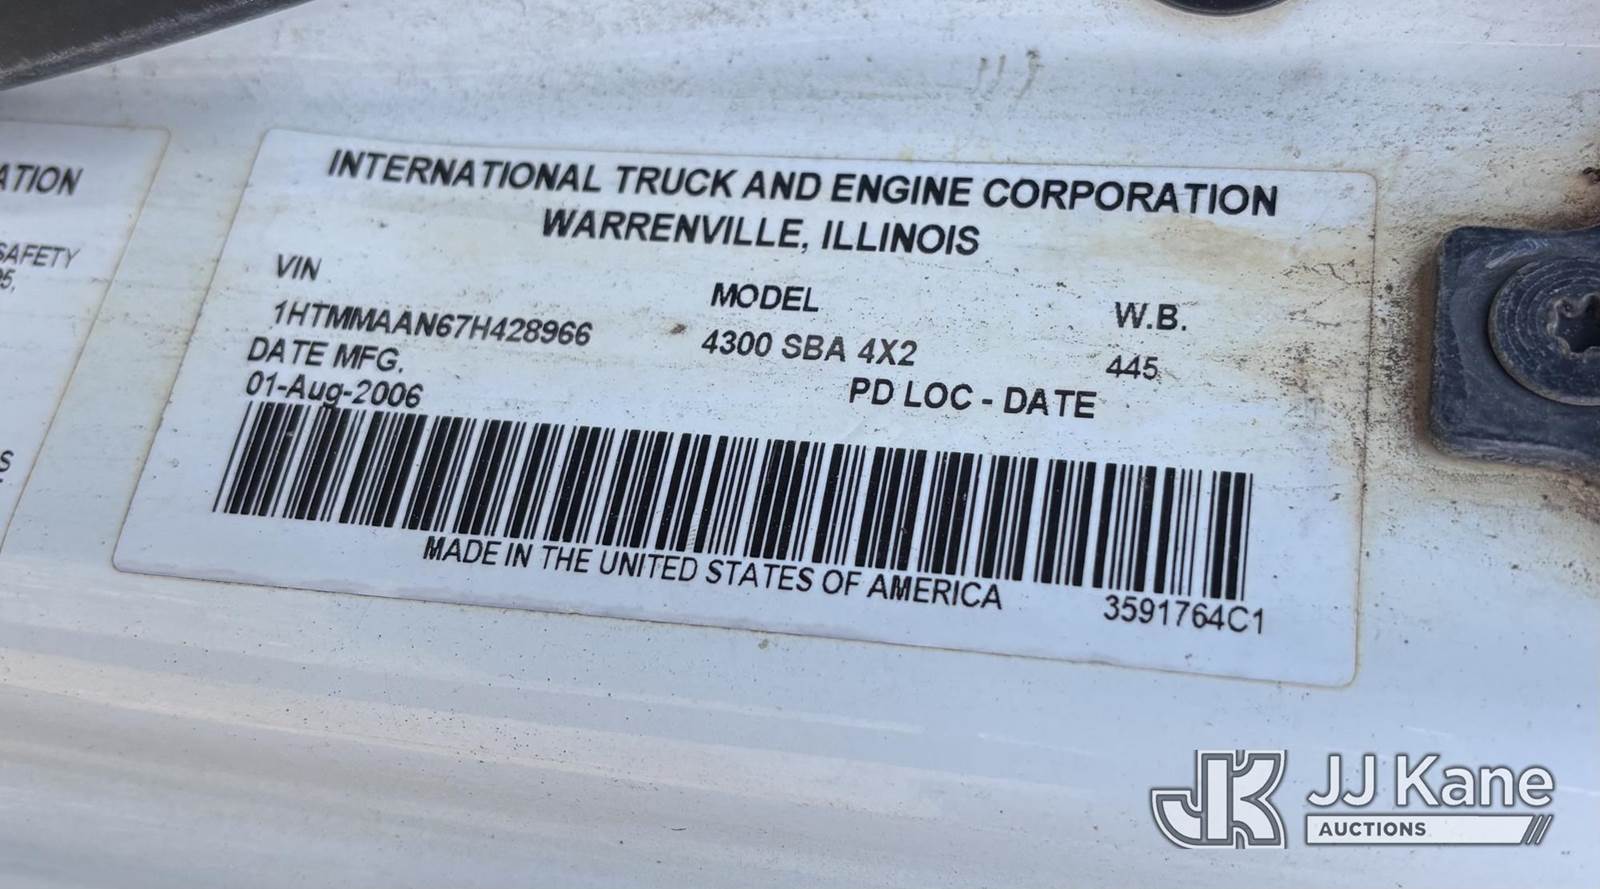 ATION
SAFETY
INTERNATIONAL TRUCK AND ENGINE CORPORATION
WARRENVILLE, ILLINOIS
VIN MODEL W.B.
1HTMMAAN67H428966 4300 SBA 4X2 445
DATE MFG. PD LOC - DATE
01-Aug-2006
MADE IN THE UNITED STATES OF AMERICA 3591764C1
JK JJ Kane
AUCTIONS